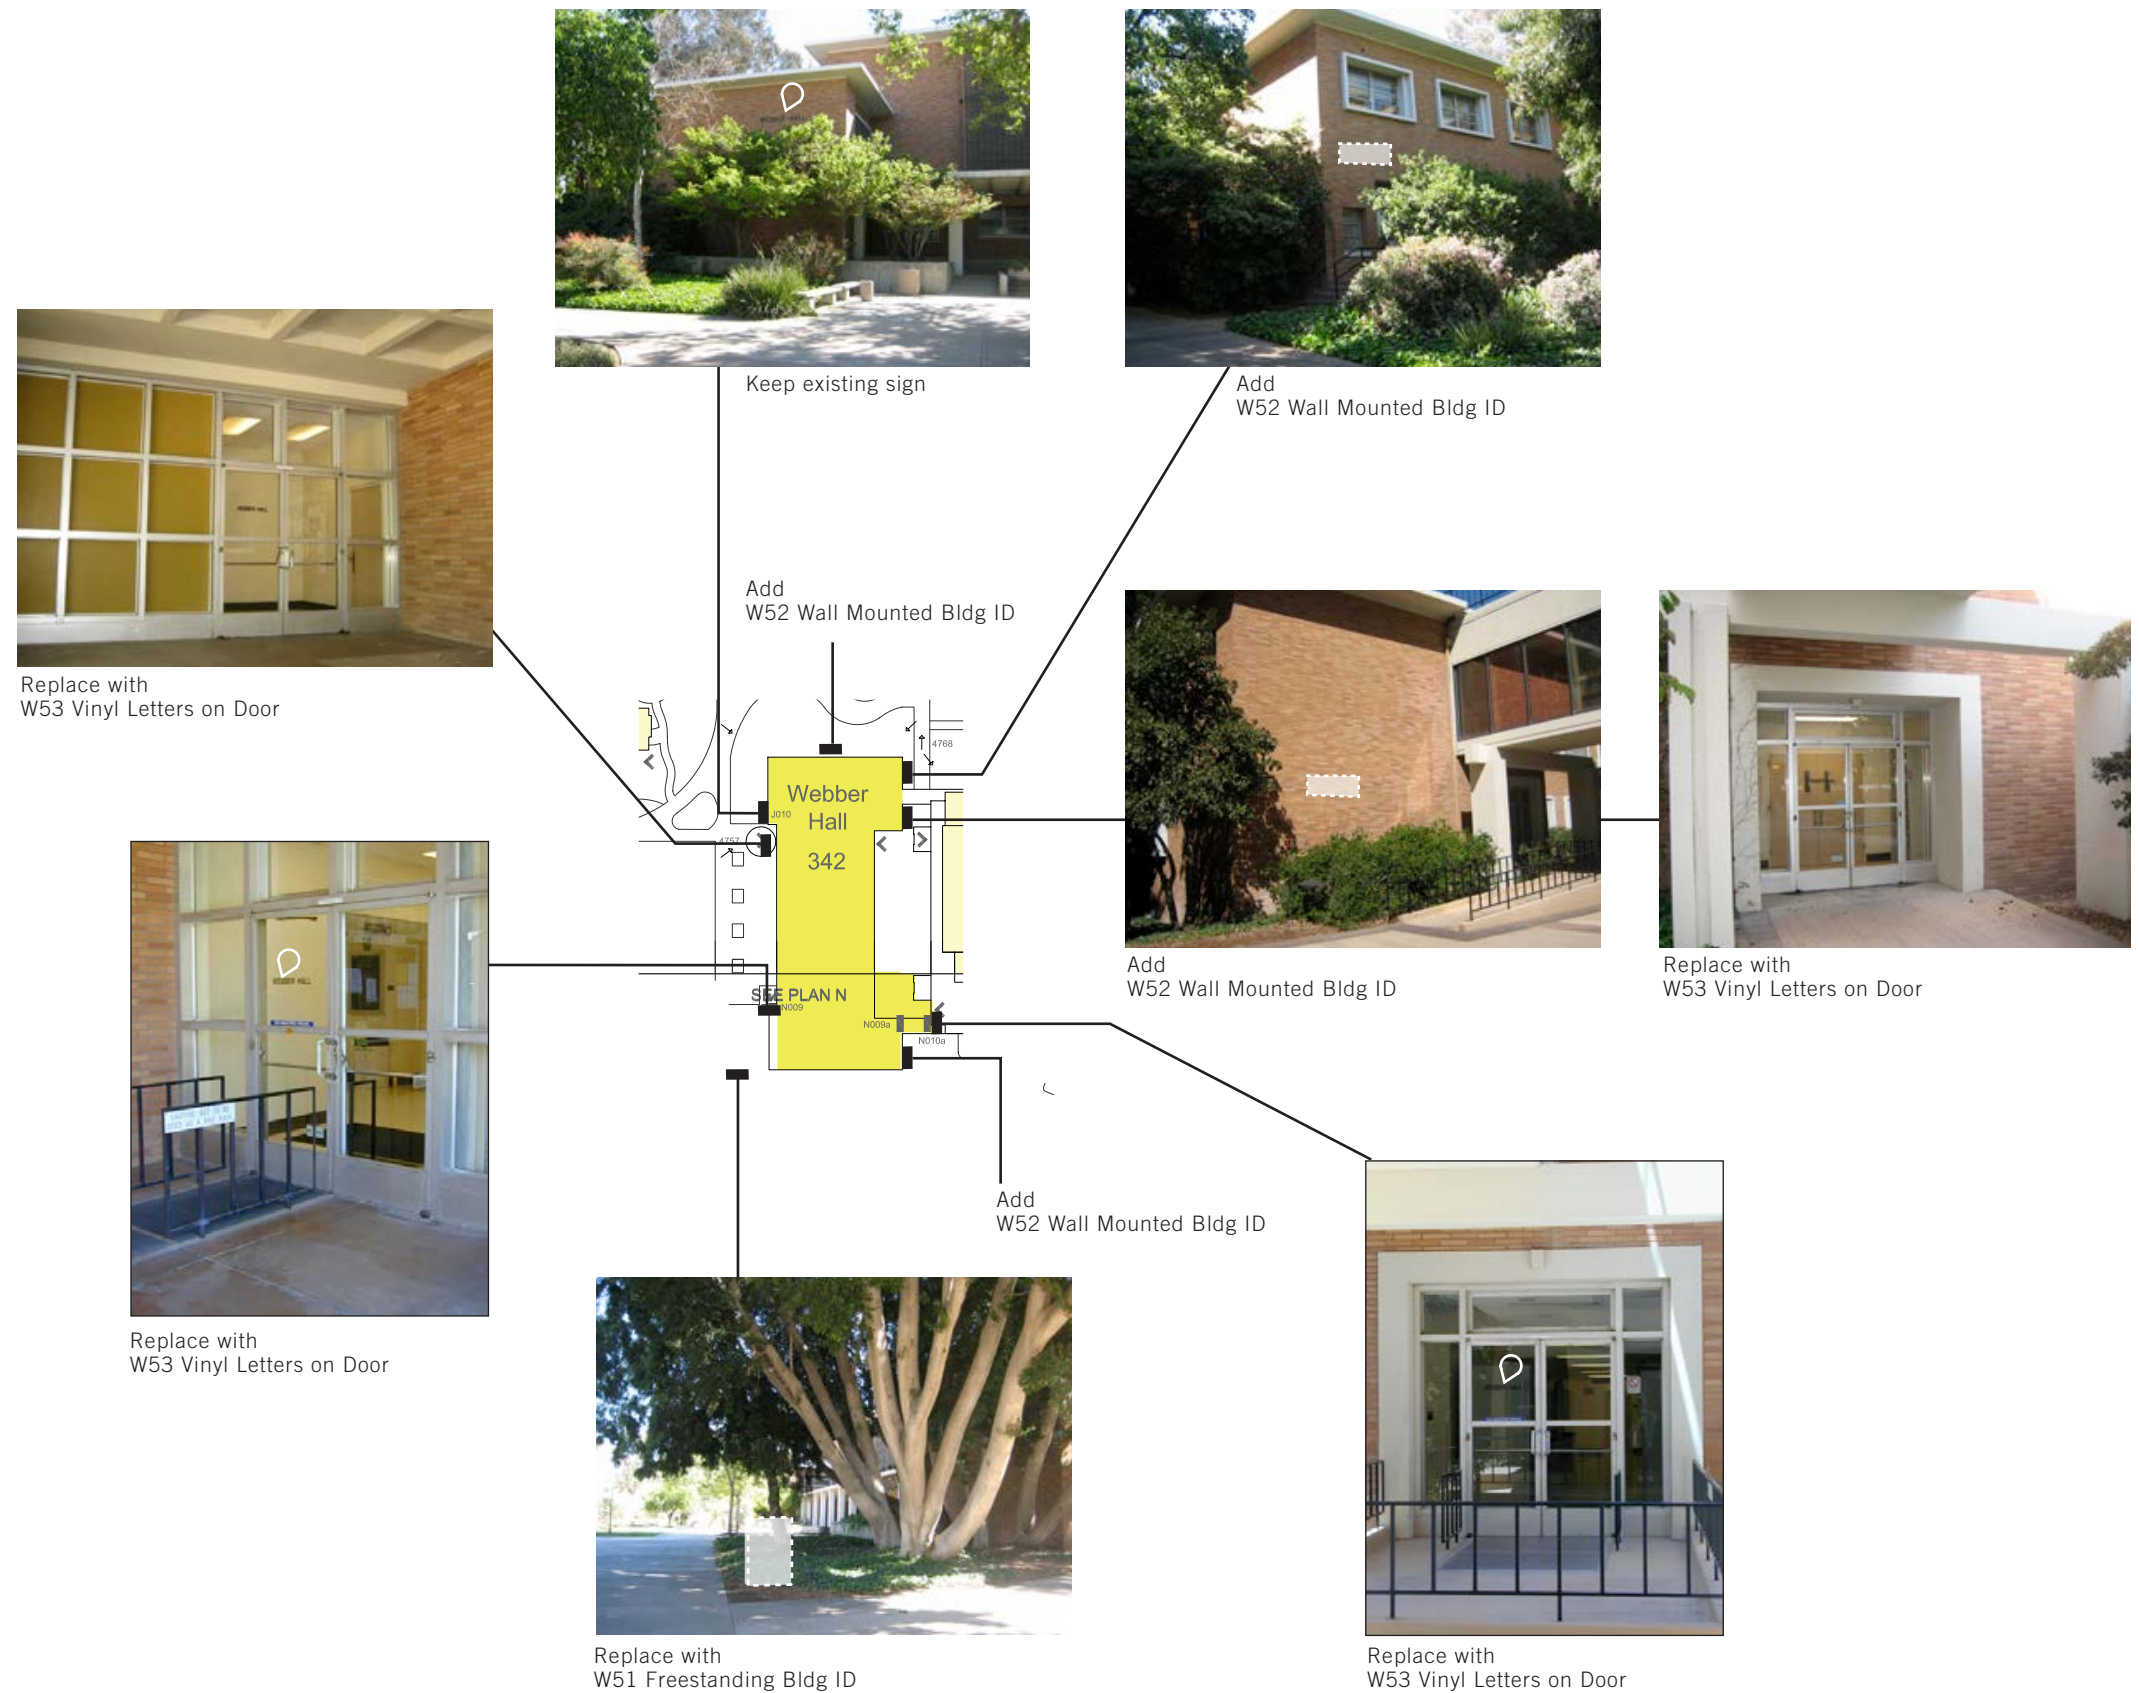 Keep existing sign
Add
W52 Wall Mounted Bldg ID
Replace with
W53 Vinyl Letters on Door
Add
W52 Wall Mounted Bldg ID
4768
Webber
Hall
342
J010
4757
Add
W52 Wall Mounted Bldg ID
Replace with
W53 Vinyl Letters on Door
SEE PLAN N
N009
N009a
N010a
WEBBER HALL
Add
W52 Wall Mounted Bldg ID
Replace with
W53 Vinyl Letters on Door
Replace with
W51 Freestanding Bldg ID
Replace with
W53 Vinyl Letters on Door